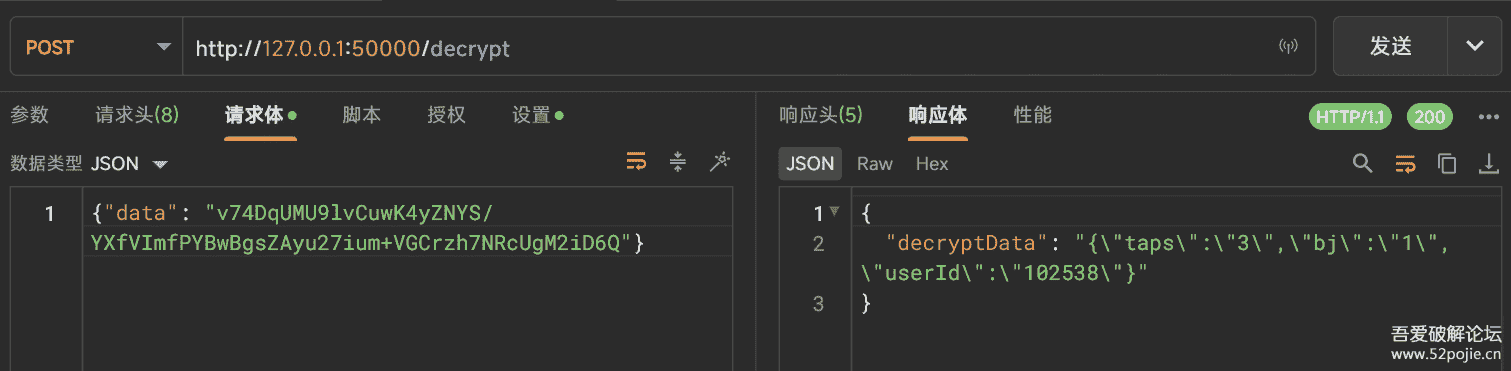 POST
http://127.0.0.1:50000/decrypt
发送
参数 请求头(8) 请求体 脚本 授权 设置
响应头(5) 响应体 性能
HTTP/1.1 200
数据类型 JSON
JSON Raw Hex
1 {"data": "v74DqUMU9lvCuwK4yZNYS/
YXfVImfPYBwBgsZAyu27ium+VGCrzh7NRcUgM2iD6Q"}
1 {
2 "decryptData": "{\"taps\":\"3\",\"bj\":\"1\",
\"userId\":\"102538\"}"
3 }
吾爱破解论坛
www.52pojie.cn